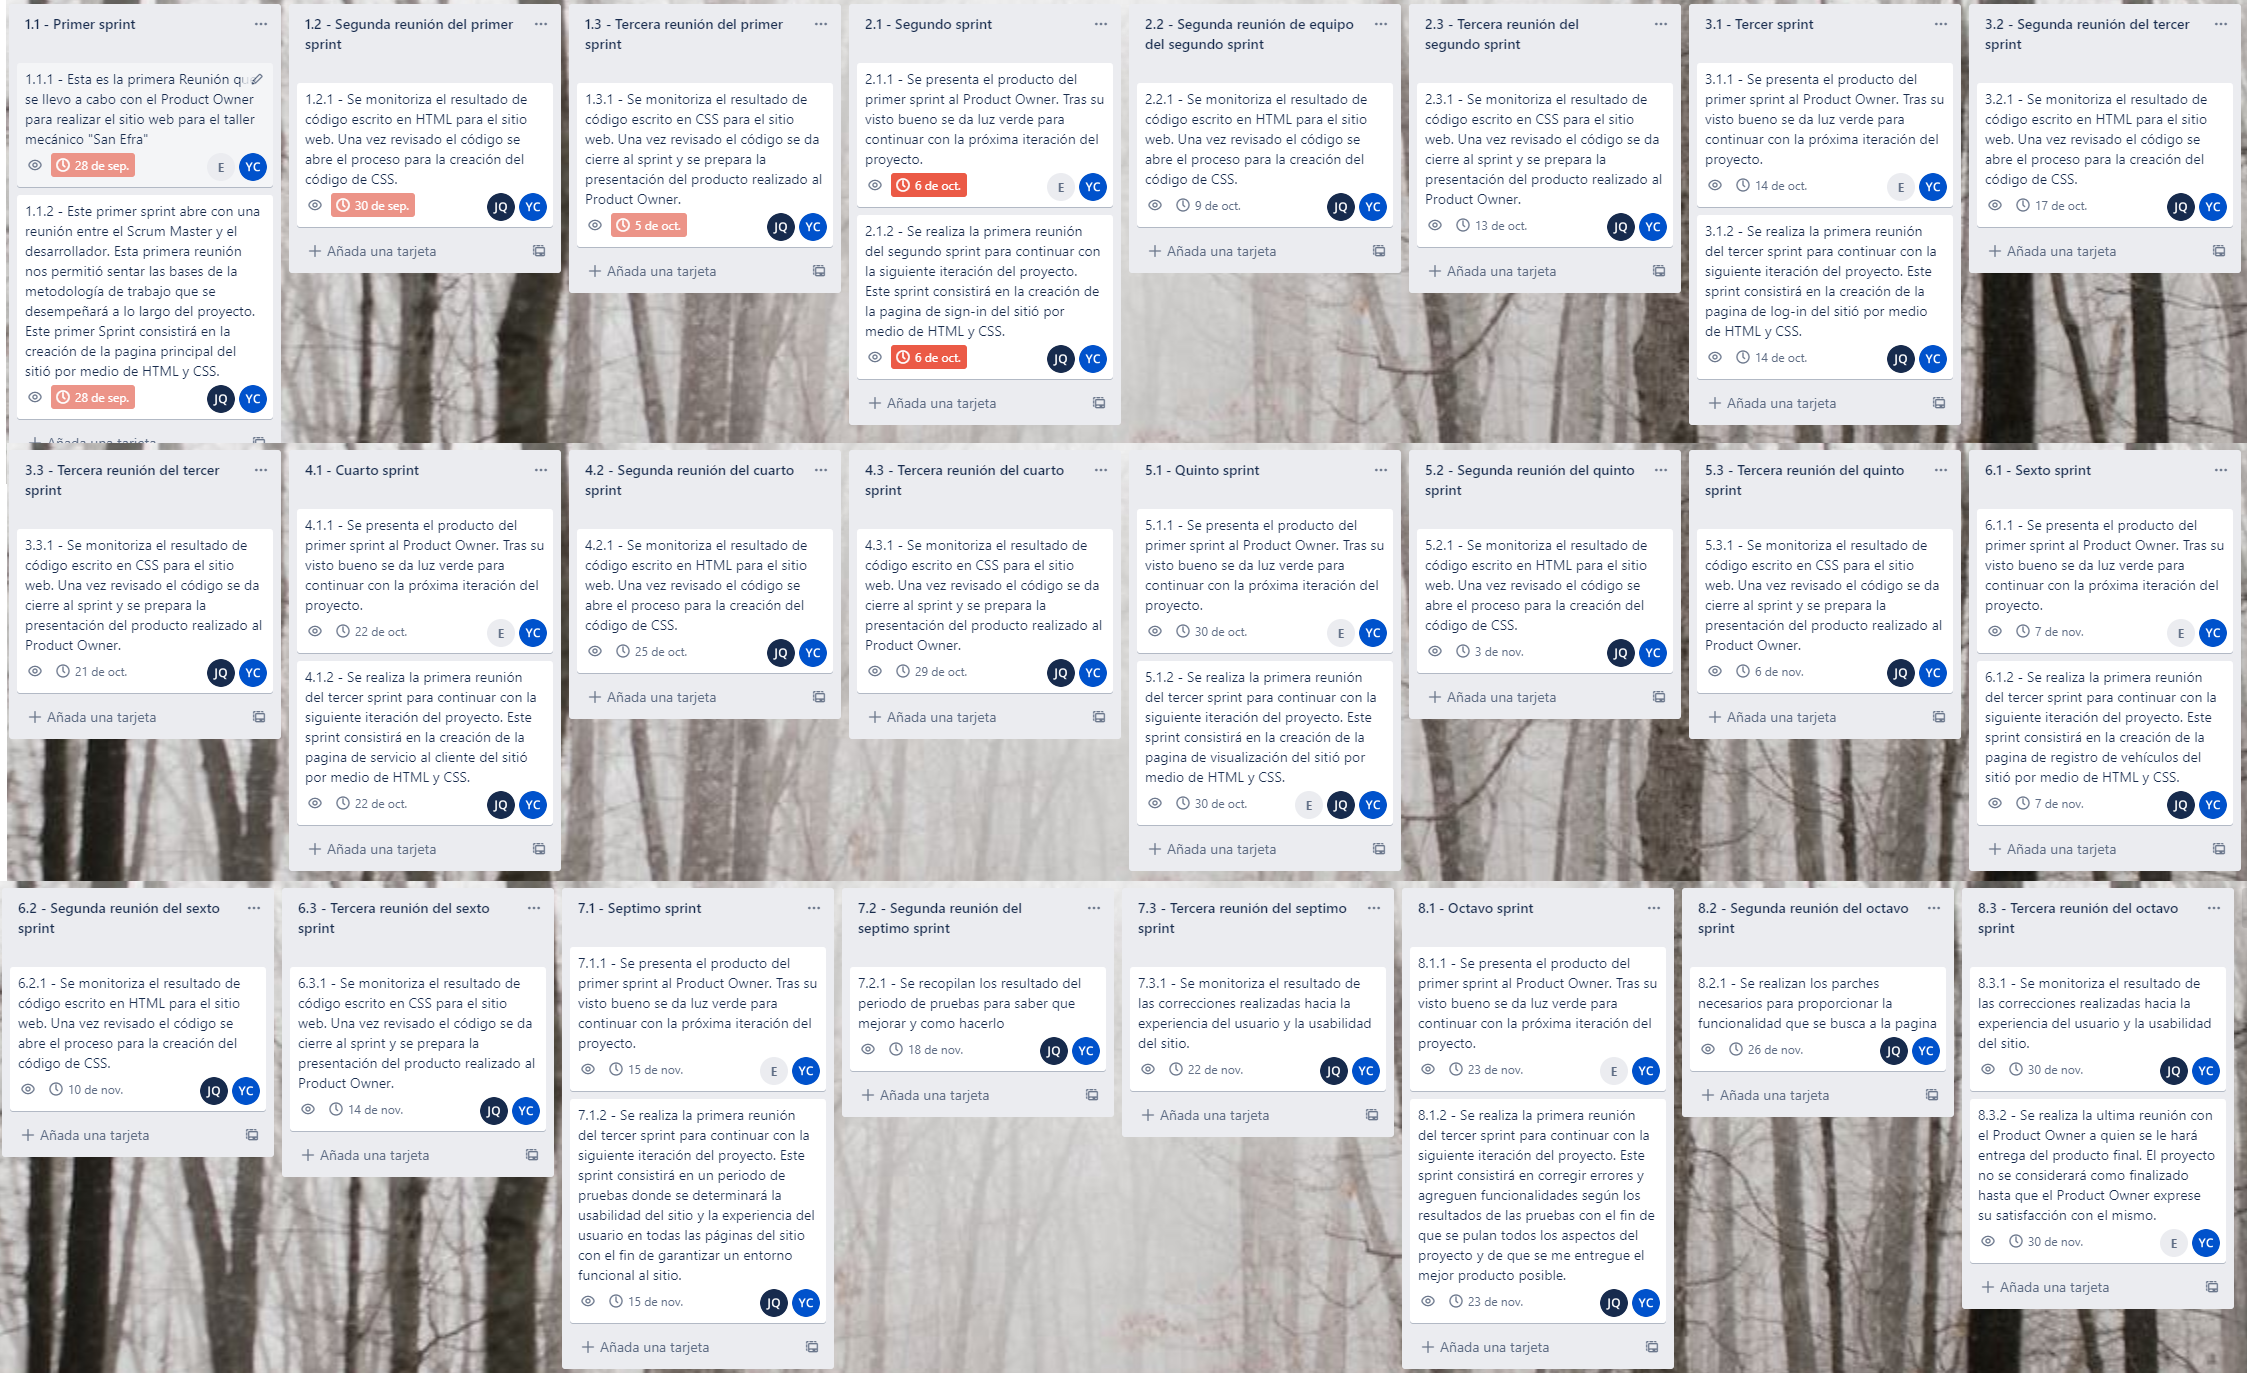 1.1 - Primer sprint
1.1.1 - Esta es la primera Reunión que
se llevo a cabo con el Product Owner
para realizar el sitio web para el taller
mecánico "San Efra"
28 de sep.
E YC
1.1.2 - Este primer sprint abre con una
reunión entre el Scrum Master y el
desarrollador. Esta primera reunión
nos permitió sentar las bases de la
metodología de trabajo que se
desempeñará a lo largo del proyecto.
Este primer Sprint consistirá en la
creación de la pagina principal del
sitió por medio de HTML y CSS.
28 de sep.
JQ YC
Añada una tarjeta
1.2 - Segunda reunión del primer
sprint
1.2.1 - Se monitoriza el resultado de
código escrito en HTML para el sitio
web. Una vez revisado el código se
abre el proceso para la creación del
código de CSS.
30 de sep.
JQ YC
Añada una tarjeta
1.3 - Tercera reunión del primer
sprint
1.3.1 - Se monitoriza el resultado de
código escrito en CSS para el sitio
web. Una vez revisado el código se da
cierre al sprint y se prepara la
presentación del producto realizado al
Product Owner.
5 de oct.
JQ YC
Añada una tarjeta
2.1 - Segundo sprint
2.1.1 - Se presenta el producto del
primer sprint al Product Owner. Tras su
visto bueno se da luz verde para
continuar con la próxima iteración del
proyecto.
6 de oct.
E YC
2.1.2 - Se realiza la primera reunión
del segundo sprint para continuar con
la siguiente iteración del proyecto.
Este sprint consistirá en la creación de
la pagina de sign-in del sitió por
medio de HTML y CSS.
6 de oct.
JQ YC
Añada una tarjeta
2.2 - Segunda reunión de equipo
del segundo sprint
2.2.1 - Se monitoriza el resultado de
código escrito en HTML para el sitio
web. Una vez revisado el código se
abre el proceso para la creación del
código de CSS.
9 de oct.
JQ YC
Añada una tarjeta
2.3 - Tercera reunión del
segundo sprint
2.3.1 - Se monitoriza el resultado de
código escrito en CSS para el sitio
web. Una vez revisado el código se da
cierre al sprint y se prepara la
presentación del producto realizado al
Product Owner.
13 de oct.
JQ YC
Añada una tarjeta
3.1 - Tercer sprint
3.1.1 - Se presenta el producto del
primer sprint al Product Owner. Tras su
visto bueno se da luz verde para
continuar con la próxima iteración del
proyecto.
14 de oct.
E YC
3.1.2 - Se realiza la primera reunión
del tercer sprint para continuar con la
siguiente iteración del proyecto. Este
sprint consistirá en la creación de la
pagina de log-in del sitió por medio
de HTML y CSS.
14 de oct.
JQ YC
Añada una tarjeta
3.2 - Segunda reunión del tercer
sprint
3.2.1 - Se monitoriza el resultado de
código escrito en HTML para el sitio
web. Una vez revisado el código se
abre el proceso para la creación del
código de CSS.
17 de oct.
JQ YC
Añada una tarjeta
3.3 - Tercera reunión del tercer
sprint
3.3.1 - Se monitoriza el resultado de
código escrito en CSS para el sitio
web. Una vez revisado el código se da
cierre al sprint y se prepara la
presentación del producto realizado al
Product Owner.
21 de oct.
JQ YC
Añada una tarjeta
4.1 - Cuarto sprint
4.1.1 - Se presenta el producto del
primer sprint al Product Owner. Tras su
visto bueno se da luz verde para
continuar con la próxima iteración del
proyecto.
22 de oct.
E YC
4.1.2 - Se realiza la primera reunión
del tercer sprint para continuar con la
siguiente iteración del proyecto. Este
sprint consistirá en la creación de la
pagina de servicio al cliente del sitió
por medio de HTML y CSS.
22 de oct.
JQ YC
Añada una tarjeta
4.2 - Segunda reunión del cuarto
sprint
4.2.1 - Se monitoriza el resultado de
código escrito en HTML para el sitio
web. Una vez revisado el código se
abre el proceso para la creación del
código de CSS.
25 de oct.
JQ YC
Añada una tarjeta
4.3 - Tercera reunión del cuarto
sprint
4.3.1 - Se monitoriza el resultado de
código escrito en CSS para el sitio
web. Una vez revisado el código se da
cierre al sprint y se prepara la
presentación del producto realizado al
Product Owner.
29 de oct.
JQ YC
Añada una tarjeta
5.1 - Quinto sprint
5.1.1 - Se presenta el producto del
primer sprint al Product Owner. Tras su
visto bueno se da luz verde para
continuar con la próxima iteración del
proyecto.
30 de oct.
E YC
5.1.2 - Se realiza la primera reunión
del tercer sprint para continuar con la
siguiente iteración del proyecto. Este
sprint consistirá en la creación de la
pagina de visualización del sitió por
medio de HTML y CSS.
30 de oct.
E JQ YC
Añada una tarjeta
5.2 - Segunda reunión del quinto
sprint
5.2.1 - Se monitoriza el resultado de
código escrito en HTML para el sitio
web. Una vez revisado el código se
abre el proceso para la creación del
código de CSS.
3 de nov.
JQ YC
Añada una tarjeta
5.3 - Tercera reunión del quinto
sprint
5.3.1 - Se monitoriza el resultado de
código escrito en CSS para el sitio
web. Una vez revisado el código se da
cierre al sprint y se prepara la
presentación del producto realizado al
Product Owner.
6 de nov.
JQ YC
Añada una tarjeta
6.1 - Sexto sprint
6.1.1 - Se presenta el producto del
primer sprint al Product Owner. Tras su
visto bueno se da luz verde para
continuar con la próxima iteración del
proyecto.
7 de nov.
E YC
6.1.2 - Se realiza la primera reunión
del tercer sprint para continuar con la
siguiente iteración del proyecto. Este
sprint consistirá en la creación de la
pagina de registro de vehículos del
sitió por medio de HTML y CSS.
7 de nov.
JQ YC
Añada una tarjeta
6.2 - Segunda reunión del sexto
sprint
6.2.1 - Se monitoriza el resultado de
código escrito en HTML para el sitio
web. Una vez revisado el código se
abre el proceso para la creación del
código de CSS.
10 de nov.
JQ YC
Añada una tarjeta
6.3 - Tercera reunión del sexto
sprint
6.3.1 - Se monitoriza el resultado de
código escrito en CSS para el sitio
web. Una vez revisado el código se da
cierre al sprint y se prepara la
presentación del producto realizado al
Product Owner.
14 de nov.
JQ YC
Añada una tarjeta
7.1 - Septimo sprint
7.1.1 - Se presenta el producto del
primer sprint al Product Owner. Tras su
visto bueno se da luz verde para
continuar con la próxima iteración del
proyecto.
15 de nov.
E YC
7.1.2 - Se realiza la primera reunión
del tercer sprint para continuar con la
siguiente iteración del proyecto. Este
sprint consistirá en un periodo de
pruebas donde se determinará la
usabilidad del sitio y la experiencia del
usuario en todas las páginas del sitio
con el fin de garantizar un entorno
funcional al sitio.
15 de nov.
JQ YC
Añada una tarjeta
7.2 - Segunda reunión del
septimo sprint
7.2.1 - Se recopilan los resultado del
periodo de pruebas para saber que
mejorar y como hacerlo
18 de nov.
JQ YC
Añada una tarjeta
7.3 - Tercera reunión del septimo
sprint
7.3.1 - Se monitoriza el resultado de
las correcciones realizadas hacia la
experiencia del usuario y la usabilidad
del sitio.
22 de nov.
JQ YC
Añada una tarjeta
8.1 - Octavo sprint
8.1.1 - Se presenta el producto del
primer sprint al Product Owner. Tras su
visto bueno se da luz verde para
continuar con la próxima iteración del
proyecto.
23 de nov.
E YC
8.1.2 - Se realiza la primera reunión
del tercer sprint para continuar con la
siguiente iteración del proyecto. Este
sprint consistirá en corregir errores y
agreguen funcionalidades según los
resultados de las pruebas con el fin de
que se pulan todos los aspectos del
proyecto y de que se me entregue el
mejor producto posible.
23 de nov.
JQ YC
Añada una tarjeta
8.2 - Segunda reunión del octavo
sprint
8.2.1 - Se realizan los parches
necesarios para proporcionar la
funcionalidad que se busca a la pagina
26 de nov.
JQ YC
Añada una tarjeta
8.3 - Tercera reunión del octavo
sprint
8.3.1 - Se monitoriza el resultado de
las correcciones realizadas hacia la
experiencia del usuario y la usabilidad
del sitio.
30 de nov.
JQ YC
8.3.2 - Se realiza la ultima reunión con
el Product Owner a quien se le hará
entrega del producto final. El proyecto
no se considerará como finalizado
hasta que el Product Owner exprese
su satisfacción con el mismo.
30 de nov.
E YC
Añada una tarjeta